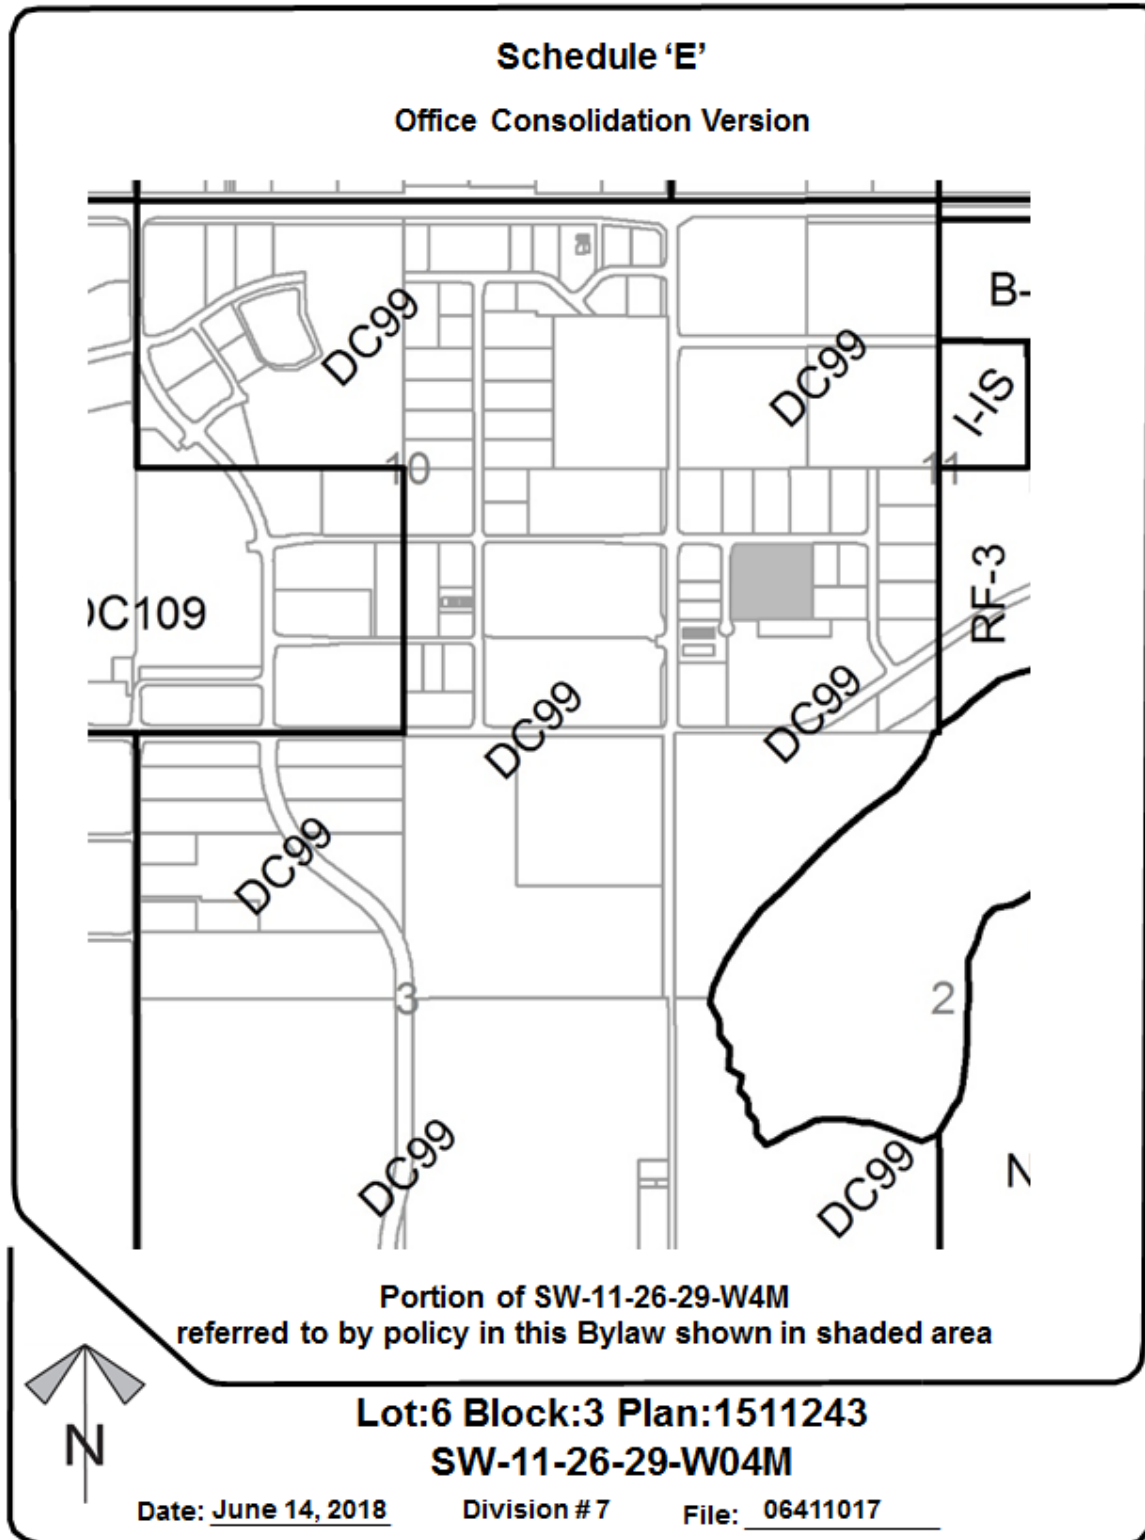 Schedule ‘E’
Office Consolidation Version
B-
DC99
DC99
I-IS
10
11
RF-3
DC109
DC99
DC99
DC99
3
2
DC99
DC99
N
Portion of SW-11-26-29-W4M
referred to by policy in this Bylaw shown in shaded area
N
Lot:6 Block:3 Plan:1511243
SW-11-26-29-W04M
Date: June 14, 2018 Division # 7 File: 06411017